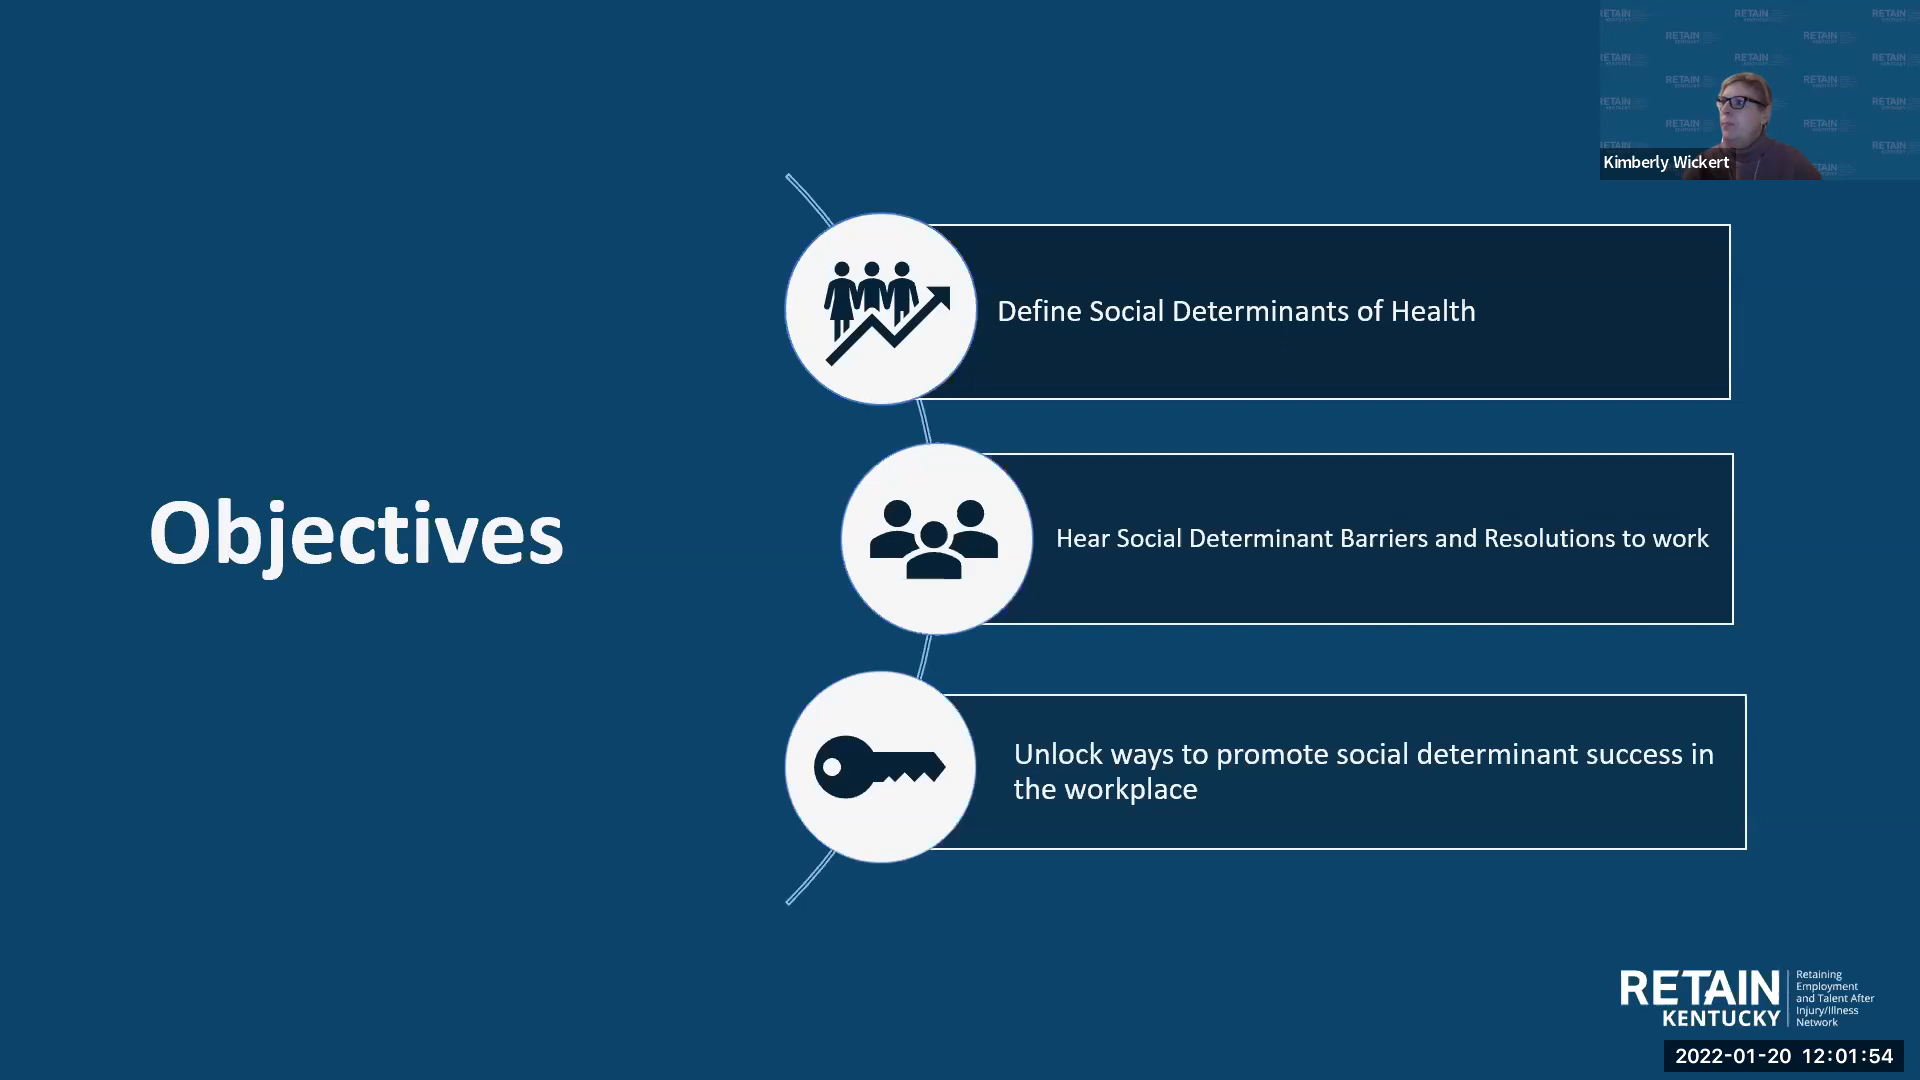 Kimberly Wickert
Define Social Determinants of Health
Objectives
Hear Social Determinant Barriers and Resolutions to work
Unlock ways to promote social determinant success in
the workplace
RETAIN
KENTUCKY
Retaining
Employment
and Talent After
Injury/Illness
Network
2022-01-20 12:01:54
RETAIN
KENTUCKY